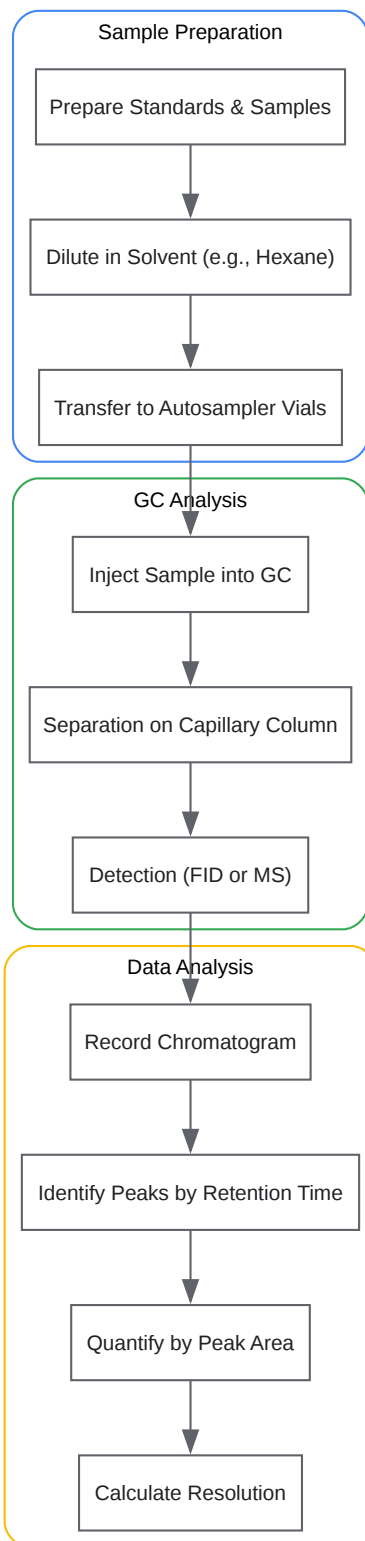 Sample Preparation
Prepare Standards & Samples
Dilute in Solvent (e.g., Hexane)
Transfer to Autosampler Vials
GC Analysis
Inject Sample into GC
Separation on Capillary Column
Detection (FID or MS)
Data Analysis
Record Chromatogram
Identify Peaks by Retention Time
Quantify by Peak Area
Calculate Resolution